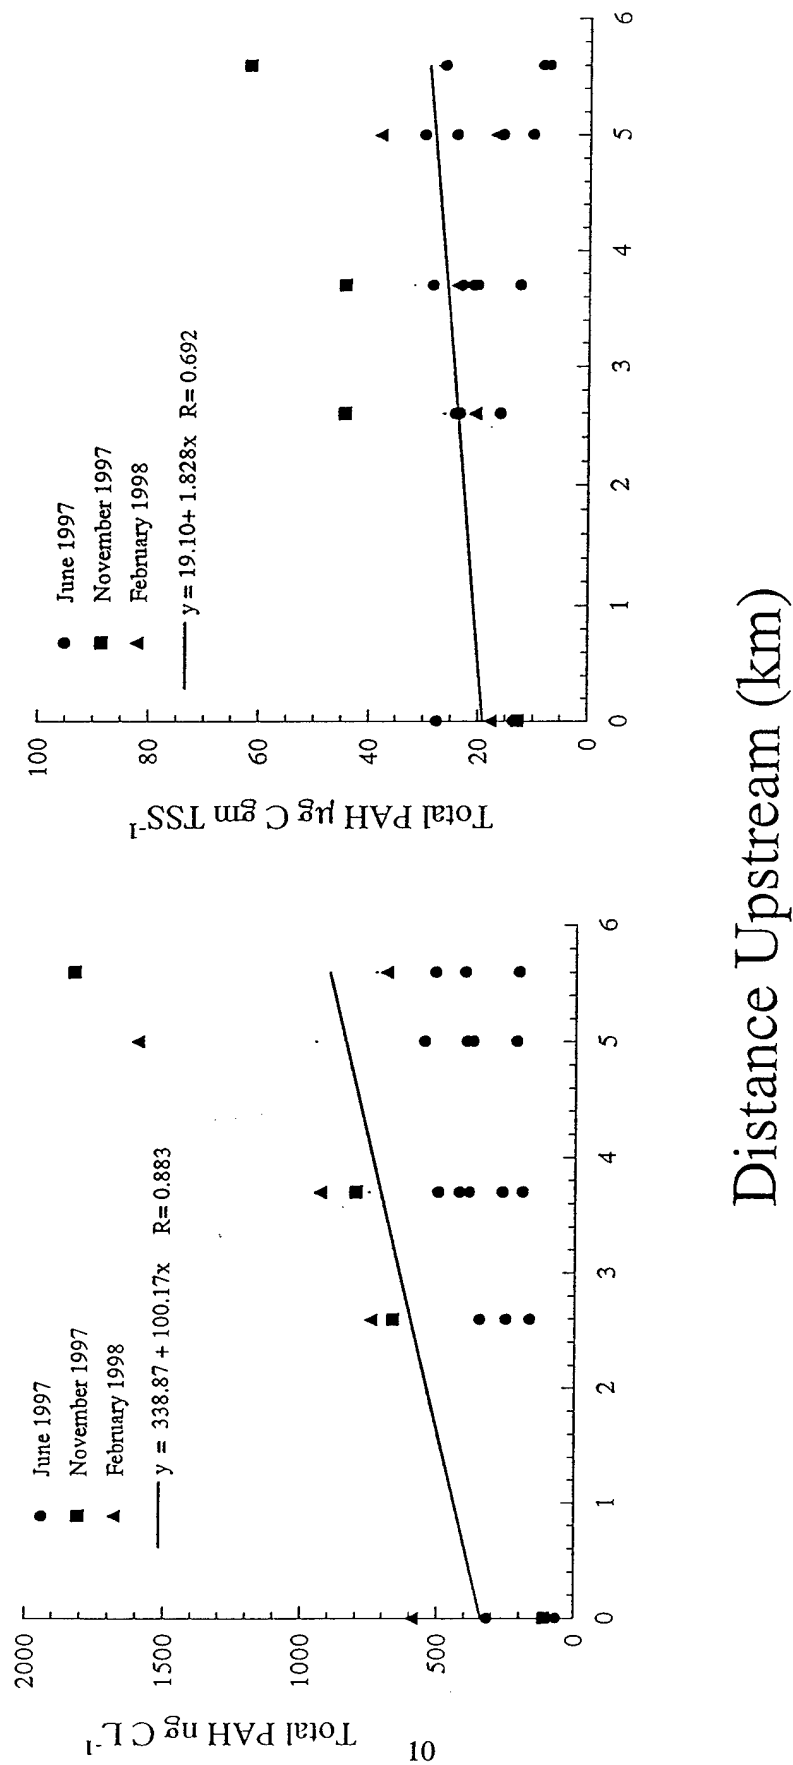 2000
1500
1000
500
0
Total PAH ng C L-1
June 1997
November 1997
February 1998
y = 338.87 + 100.17x R= 0.883
0 1 2 3 4 5 6
100
80
60
40
20
0
Total PAH µg C gm TSS-1
June 1997
November 1997
February 1998
y = 19.10+ 1.828x R= 0.692
0 1 2 3 4 5 6
Distance Upstream (km)
10